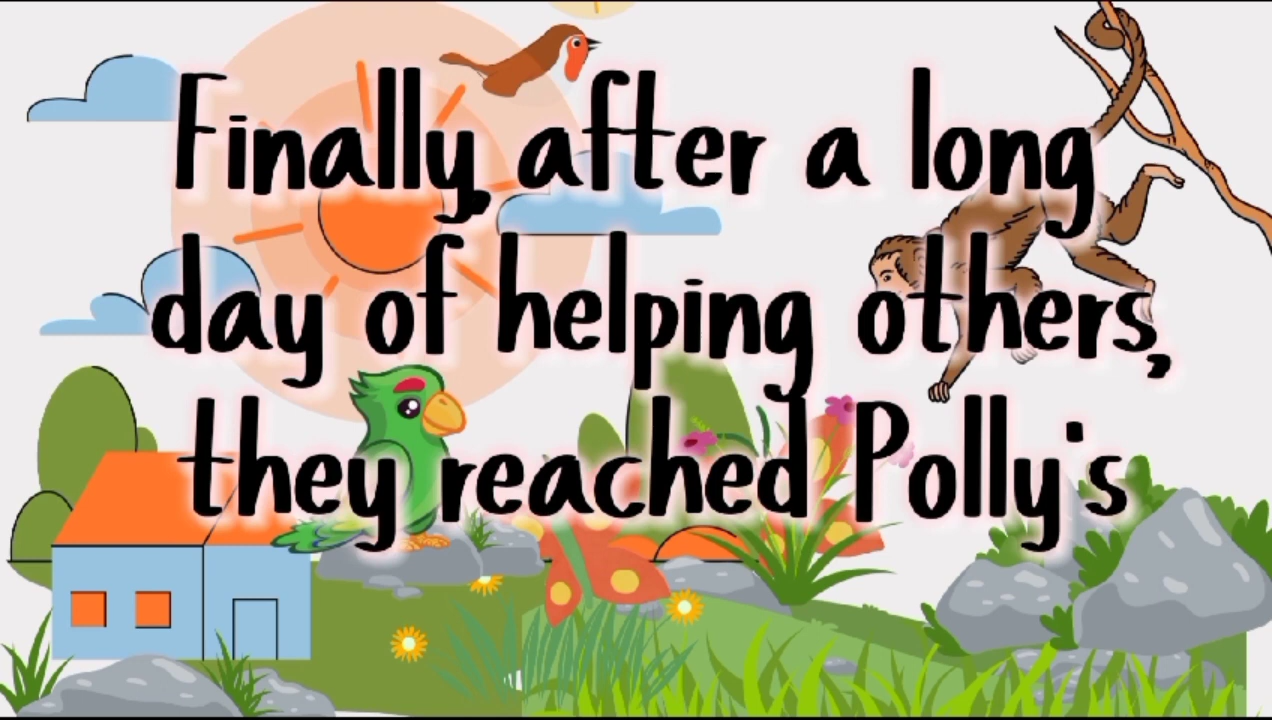 Finally, after a long
day of helping others,
they reached Polly's